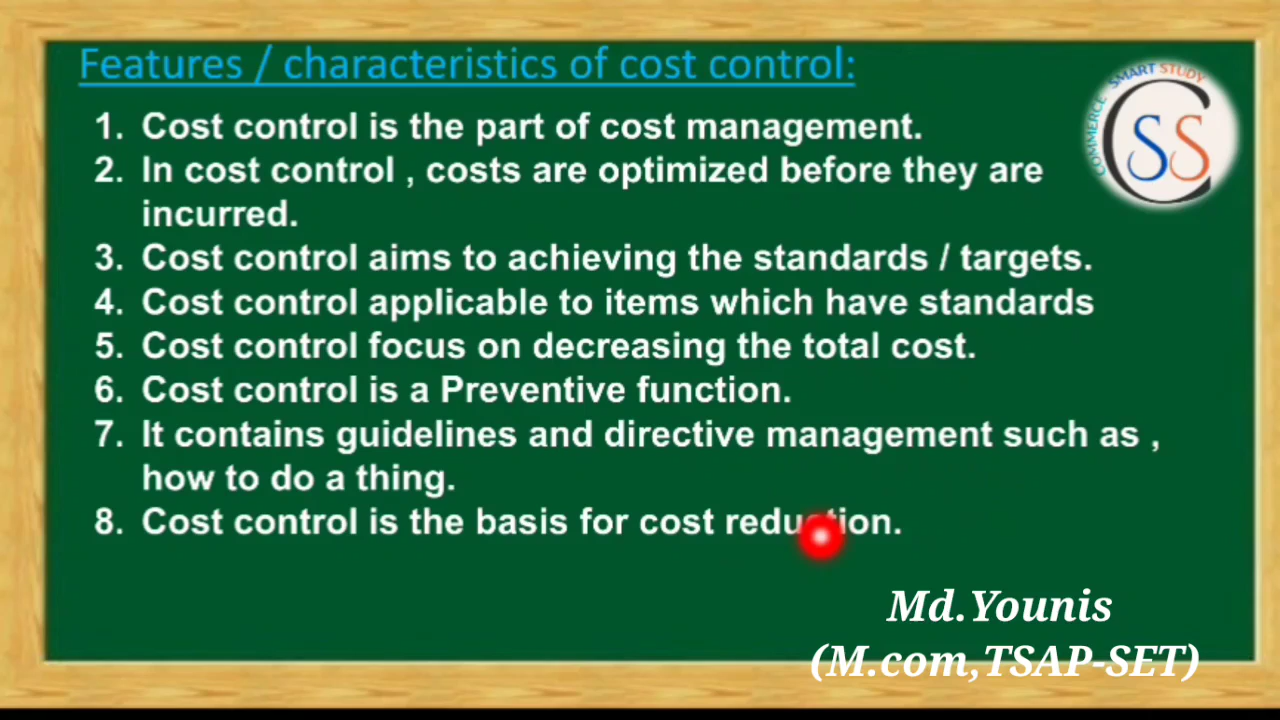 Features / characteristics of cost control:
COMMERCE SMART STUDY
CSS
1. Cost control is the part of cost management.
2. In cost control , costs are optimized before they are
incurred.
3. Cost control aims to achieving the standards / targets.
4. Cost control applicable to items which have standards
5. Cost control focus on decreasing the total cost.
6. Cost control is a Preventive function.
7. It contains guidelines and directive management such as ,
how to do a thing.
8. Cost control is the basis for cost reduction.
Md.Younis
(M.com,TSAP-SET)